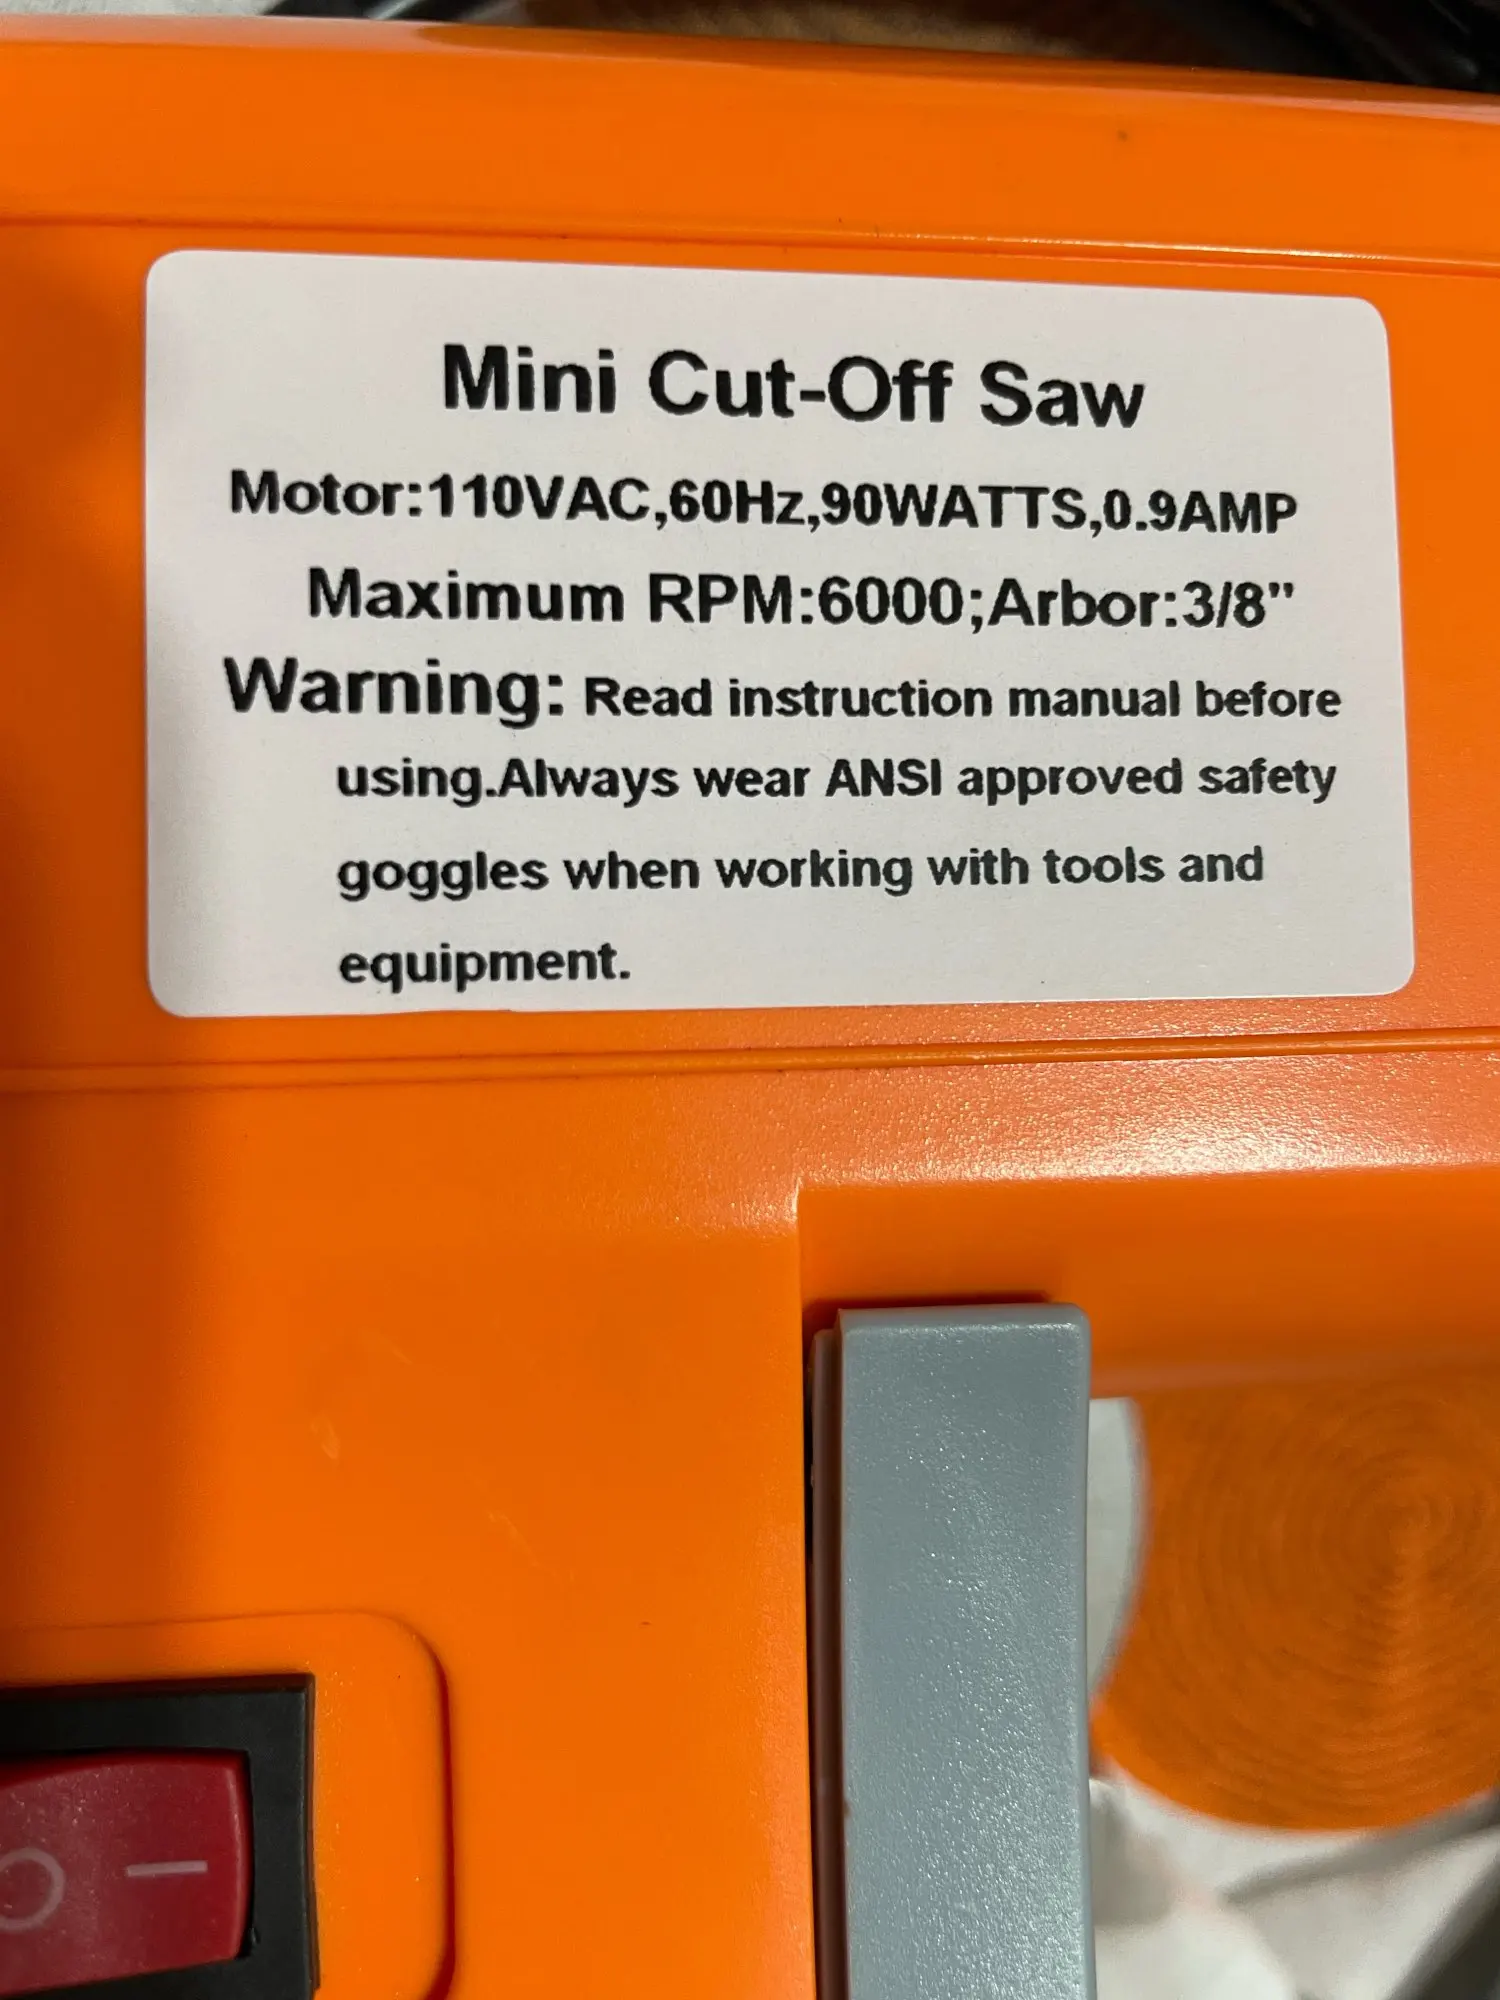 Mini Cut-Off Saw
Motor:110VAC,60Hz,90WATTS,0.9AMP
Maximum RPM:6000;Arbor:3/8"
Warning: Read instruction manual before
using.Always wear ANSI approved safety
goggles when working with tools and
equipment.